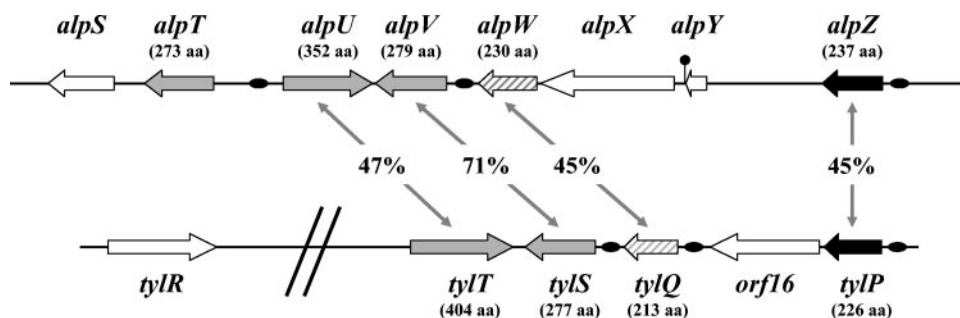 alpS alpT alpU alpV alpW alpX alpY alpZ
(273 aa) (352 aa) (279 aa) (230 aa) (237 aa)
47% 71% 45% 45%
tylR tylT tylS tylQ orf16 tylP
(404 aa) (277 aa) (213 aa) (226 aa)